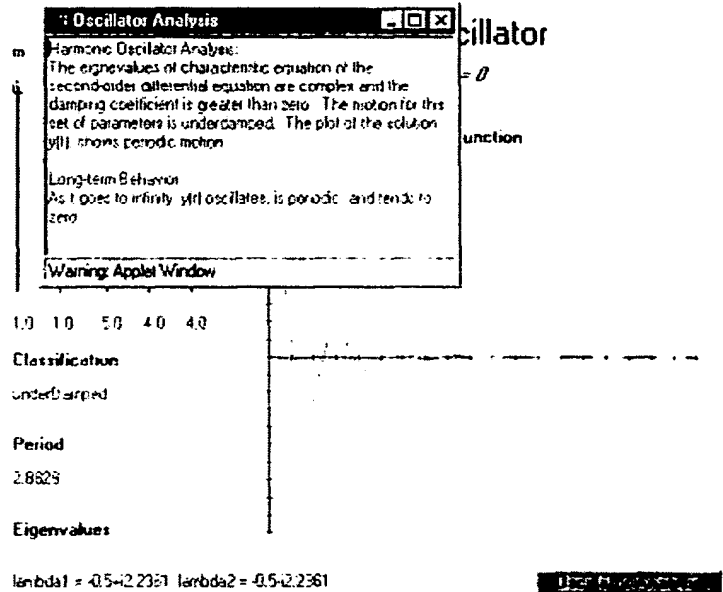 Oscillator Analysis
cillator
= 0
unction
m
Harmonic Oscillator Analysis:
The eignevalues of characteristic equation of the
second-order differential equation are complex and the
damping coefficient is greater than zero. The motion for this
set of parameters is underdamped. The plot of the solution
y(t), shows periodic motion
Long-term Behavior
As t goes to infinity y(t) oscillates, is periodic and tends to
zero
Warning: Applet Window
1.0 1.0 5.0 4.0 4.0
Classification
underDamped
Period
Eigenvalues
lambda1 = -0.5+i2.2361 lambda2 = -0.5-i2.2361